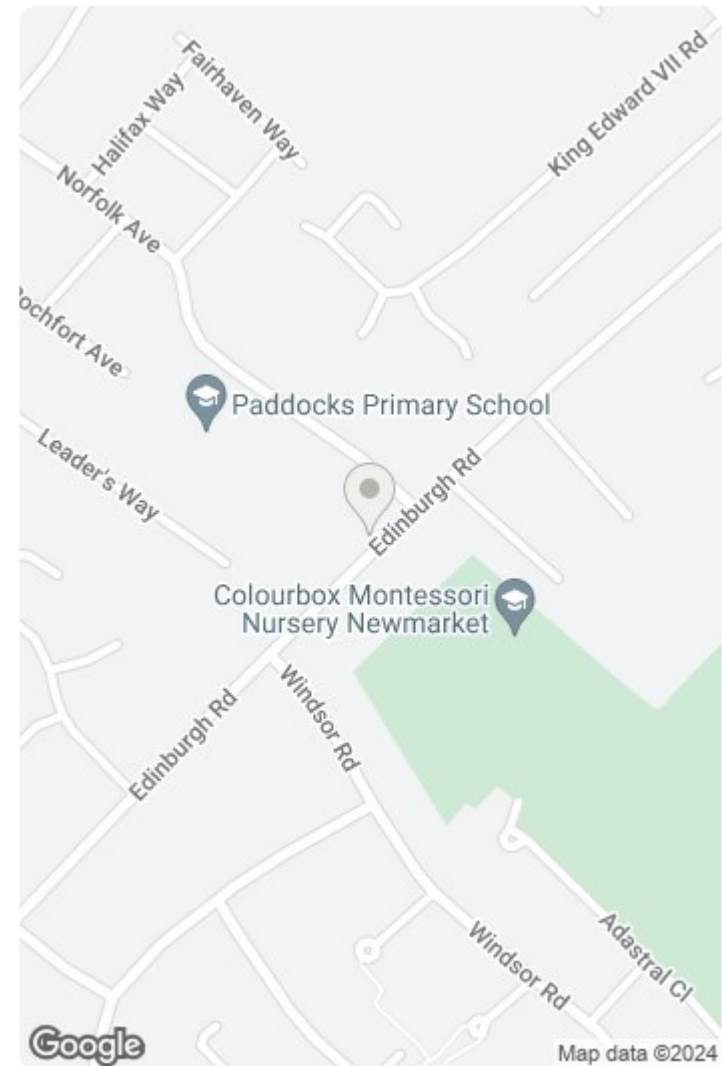 Fairhaven Way
Halifax Way
King Edward VII Rd
Norfolk Ave
Rochfort Ave
Paddocks Primary School
Leader's Way
Edinburgh Rd
Colourbox Montessori
Nursery Newmarket
Windsor Rd
Edinburgh Rd
Adastral Cl
Windsor Rd
Google
Map data ©2024